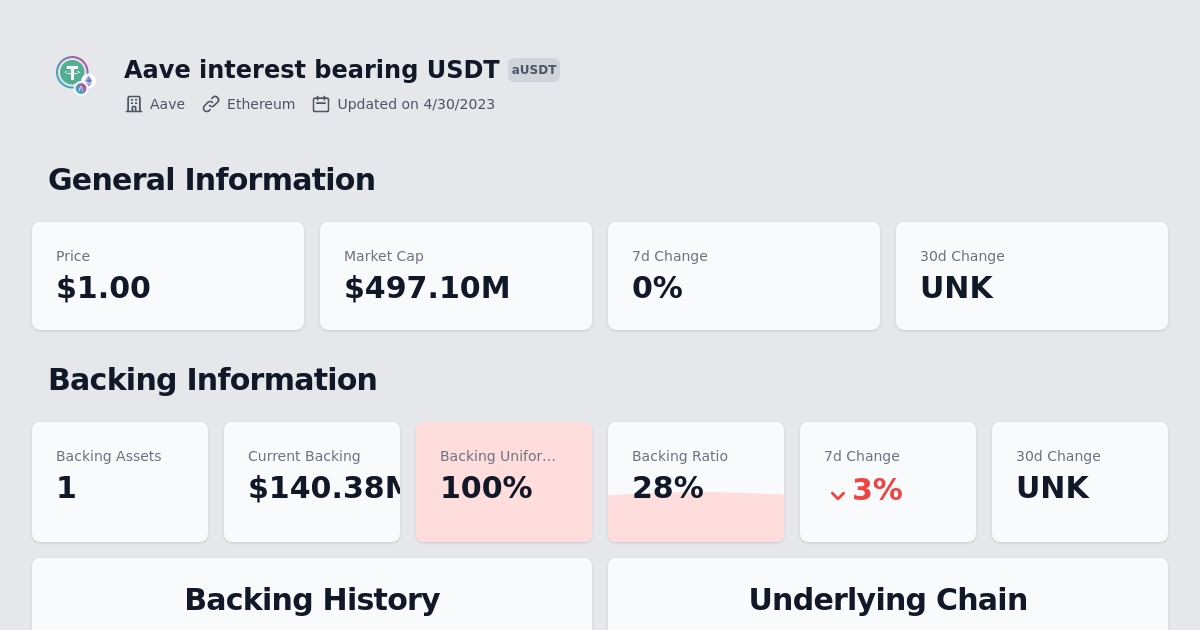 Aave interest bearing USDT aUSDT
Aave Ethereum Updated on 4/30/2023
General Information
Price
$1.00
Market Cap
$497.10M
7d Change
0%
30d Change
UNK
Backing Information
Backing Assets
1
Current Backing
$140.38M
Backing Unifor...
100%
Backing Ratio
28%
7d Change
3%
30d Change
UNK
Backing History
Underlying Chain